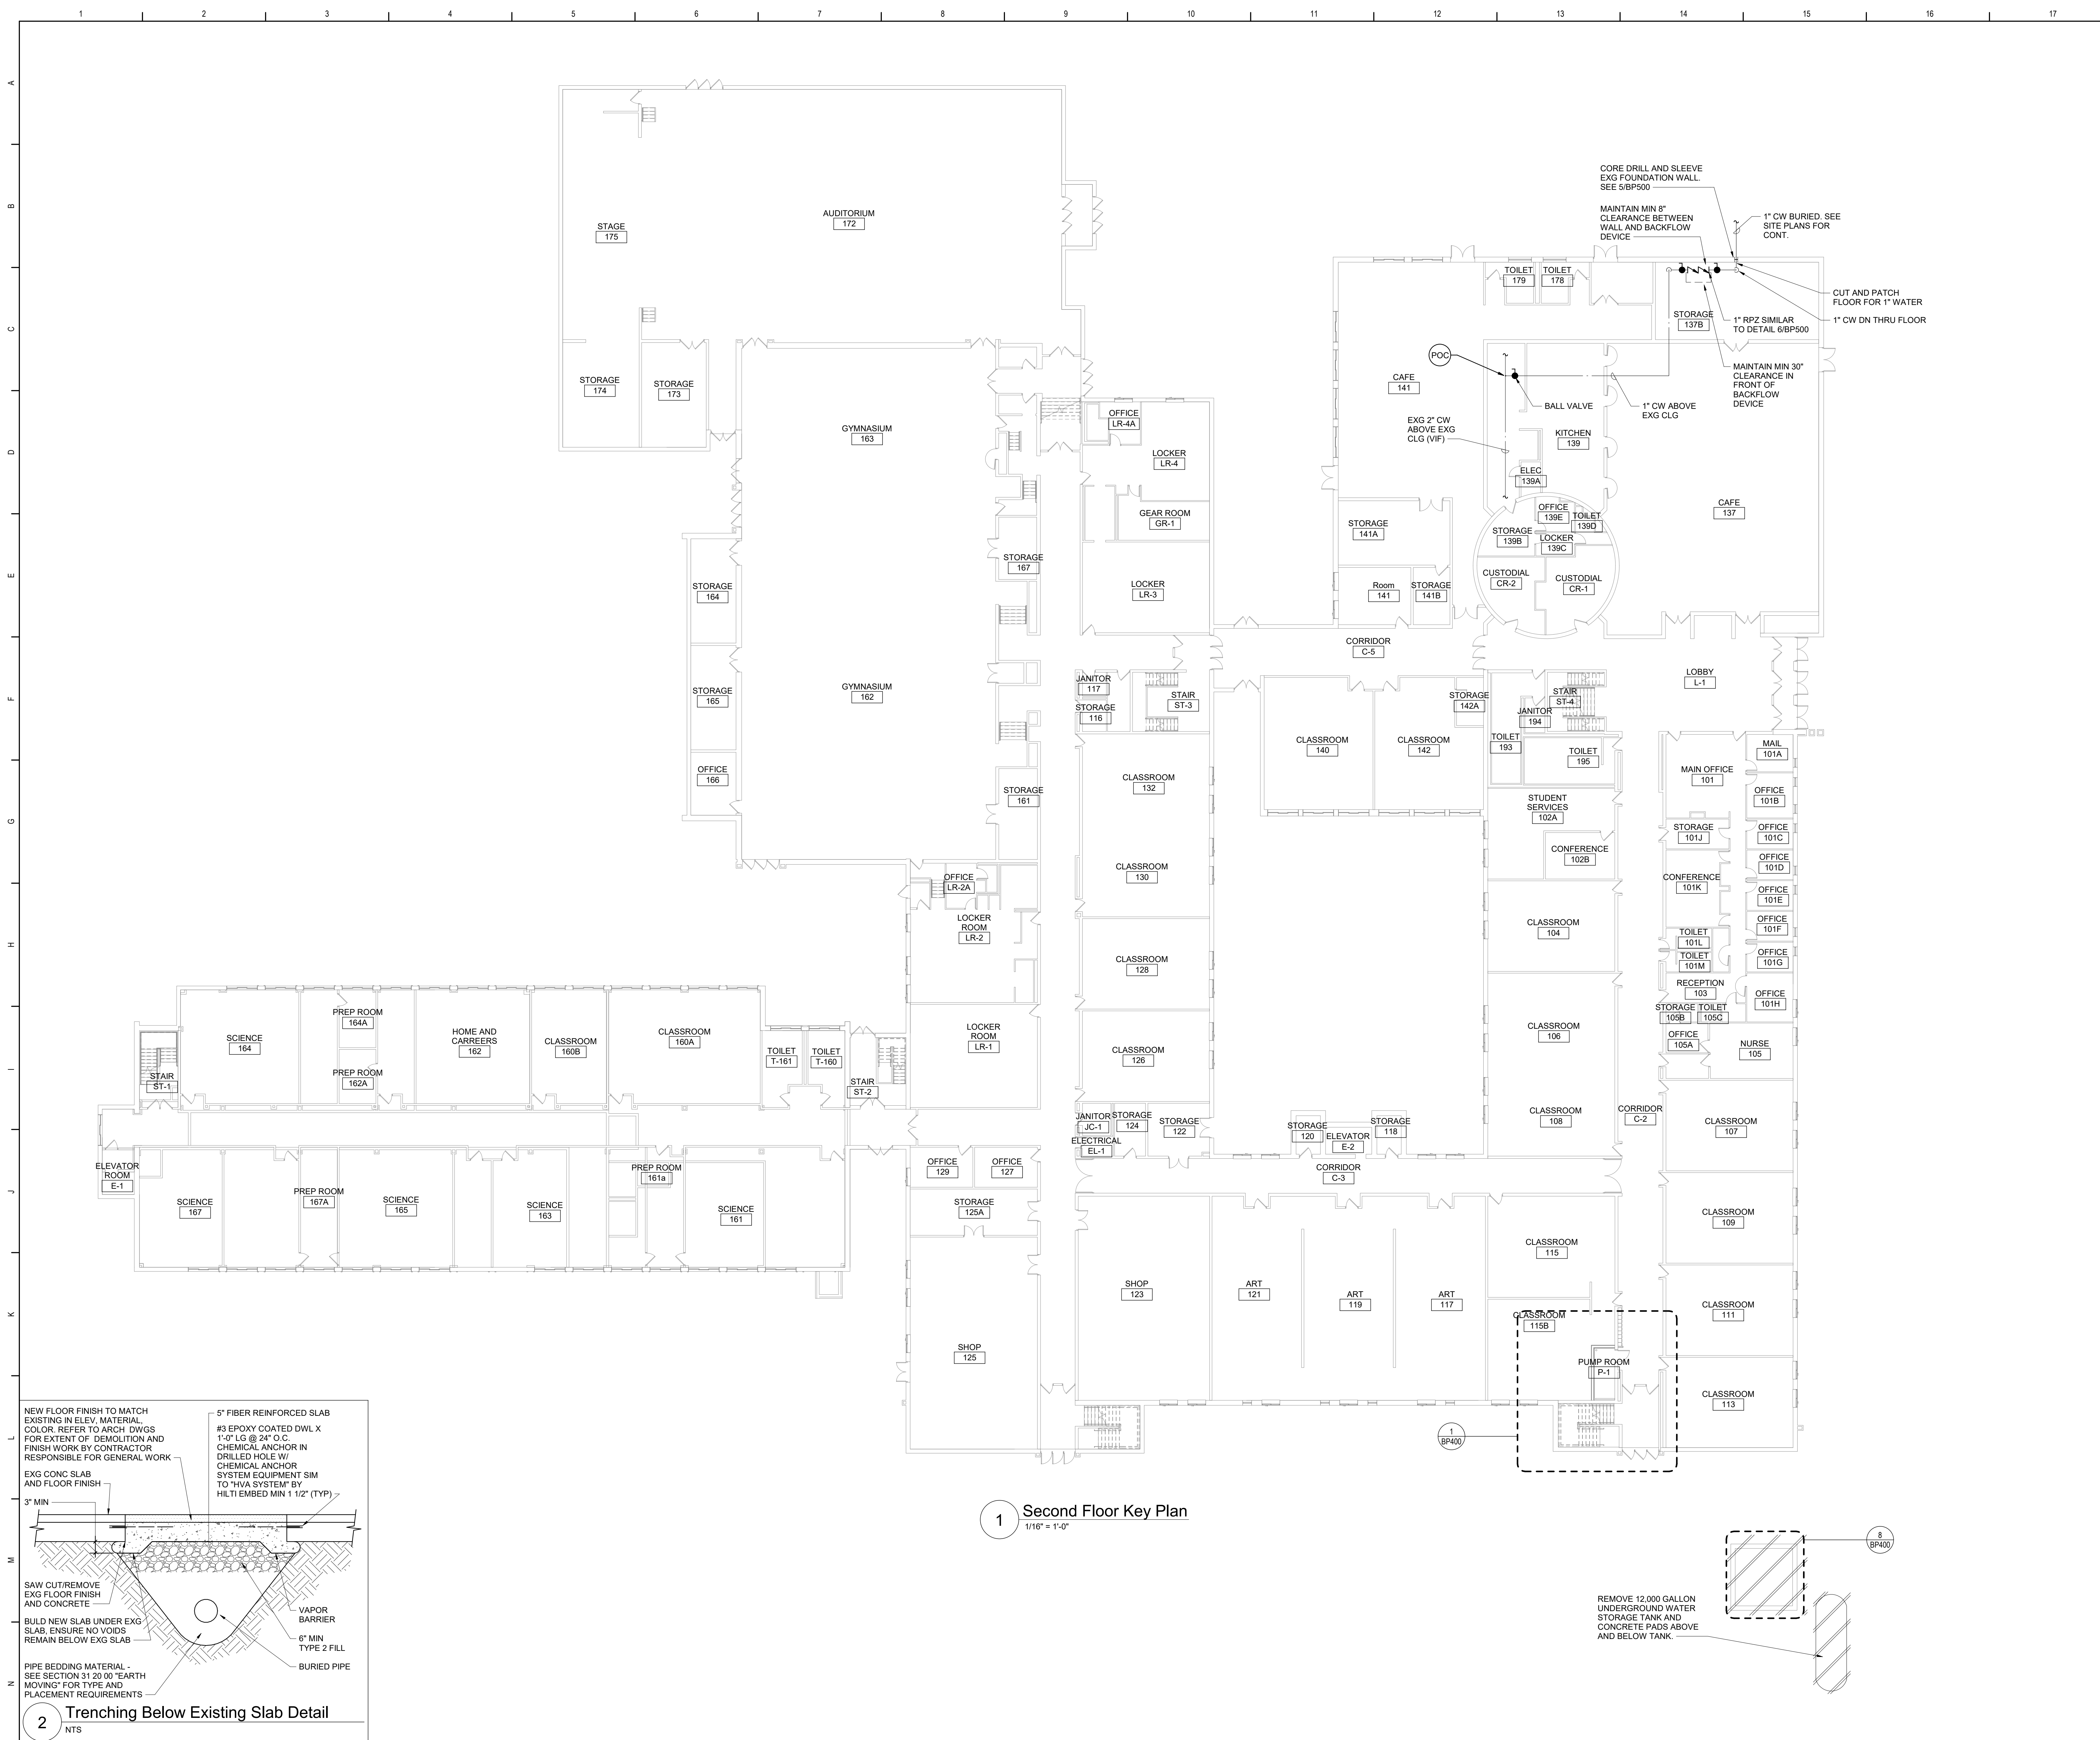 1 2 3 4 5 6 7 8 9 10 11 12 13 14 15 16 17
A
B
C
D
E
F
G
H
I
J
K
L
M
N
CORE DRILL AND SLEEVE
EXG FOUNDATION WALL.
SEE 5/BP500
MAINTAIN MIN 8"
CLEARANCE BETWEEN
WALL AND BACKFLOW
DEVICE
1" CW BURIED. SEE
SITE PLANS FOR
CONT.
CUT AND PATCH
FLOOR FOR 1" WATER
1" CW DN THRU FLOOR
1" RPZ SIMILAR
TO DETAIL 6/BP500
MAINTAIN MIN 30"
CLEARANCE IN
FRONT OF
BACKFLOW
DEVICE
1" CW ABOVE
EXG CLG
BALL VALVE
POC
EXG 2" CW
ABOVE EXG
CLG (VIF)
STAGE
175
AUDITORIUM
172
STORAGE
174
STORAGE
173
GYMNASIUM
163
OFFICE
LR-4A
LOCKER
LR-4
GEAR ROOM
GR-1
LOCKER
LR-3
STORAGE
167
STORAGE
164
STORAGE
165
OFFICE
166
GYMNASIUM
162
STORAGE
161
TOILET
179
TOILET
178
STORAGE
137B
CAFE
141
KITCHEN
139
ELEC
139A
CAFE
137
OFFICE
139E
TOILET
139D
STORAGE
139B
LOCKER
139C
CUSTODIAL
CR-2
CUSTODIAL
CR-1
STORAGE
141A
Room
141
STORAGE
141B
CORRIDOR
C-5
LOBBY
L-1
JANITOR
117
STORAGE
116
STAIR
ST-3
STORAGE
142A
STAIR
ST-4
JANITOR
194
TOILET
193
TOILET
195
CLASSROOM
140
CLASSROOM
142
CLASSROOM
132
CLASSROOM
130
CLASSROOM
128
CLASSROOM
126
MAIN OFFICE
101
MAIL
101A
OFFICE
101B
STORAGE
101J
OFFICE
101C
OFFICE
101D
CONFERENCE
101K
OFFICE
101E
OFFICE
101F
TOILET
101L
TOILET
101M
OFFICE
101G
RECEPTION
103
OFFICE
101H
STORAGE
105B
TOILET
105C
OFFICE
105A
NURSE
105
STUDENT
SERVICES
102A
CONFERENCE
102B
CLASSROOM
104
CLASSROOM
106
CLASSROOM
108
CORRIDOR
C-2
CLASSROOM
107
CLASSROOM
109
CLASSROOM
111
CLASSROOM
113
OFFICE
LR-2A
LOCKER
ROOM
LR-2
LOCKER
ROOM
LR-1
SCIENCE
164
PREP ROOM
164A
PREP ROOM
162A
HOME AND
CARREERS
162
CLASSROOM
160B
CLASSROOM
160A
TOILET
T-161
TOILET
T-160
STAIR
ST-1
STAIR
ST-2
ELEVATOR
ROOM
E-1
SCIENCE
167
PREP ROOM
167A
SCIENCE
165
SCIENCE
163
PREP ROOM
161a
SCIENCE
161
OFFICE
129
OFFICE
127
STORAGE
125A
SHOP
125
JANITOR
JC-1
STORAGE
124
STORAGE
122
ELECTRICAL
EL-1
STORAGE
120
ELEVATOR
E-2
STORAGE
118
CORRIDOR
C-3
SHOP
123
ART
121
ART
119
ART
117
CLASSROOM
115
CLASSROOM
115B
PUMP ROOM
P-1
1
BP400
1
Second Floor Key Plan
1/16" = 1'-0"
8
BP400
REMOVE 12,000 GALLON
UNDERGROUND WATER
STORAGE TANK AND
CONCRETE PADS ABOVE
AND BELOW TANK.
NEW FLOOR FINISH TO MATCH
EXISTING IN ELEV, MATERIAL,
COLOR. REFER TO ARCH DWGS
FOR EXTENT OF DEMOLITION AND
FINISH WORK BY CONTRACTOR
RESPONSIBLE FOR GENERAL WORK
EXG CONC SLAB
AND FLOOR FINISH
3" MIN
5" FIBER REINFORCED SLAB
#3 EPOXY COATED DWL X
1'-0" LG @ 24" O.C.
CHEMICAL ANCHOR IN
DRILLED HOLE W/
CHEMICAL ANCHOR
SYSTEM EQUIPMENT SIM
TO "HVA SYSTEM" BY
HILTI EMBED MIN 1 1/2" (TYP)
SAW CUT/REMOVE
EXG FLOOR FINISH
AND CONCRETE
BULD NEW SLAB UNDER EXG
SLAB, ENSURE NO VOIDS
REMAIN BELOW EXG SLAB
PIPE BEDDING MATERIAL -
SEE SECTION 31 20 00 "EARTH
MOVING" FOR TYPE AND
PLACEMENT REQUIREMENTS
VAPOR
BARRIER
6" MIN
TYPE 2 FILL
BURIED PIPE
2
Trenching Below Existing Slab Detail
NTS